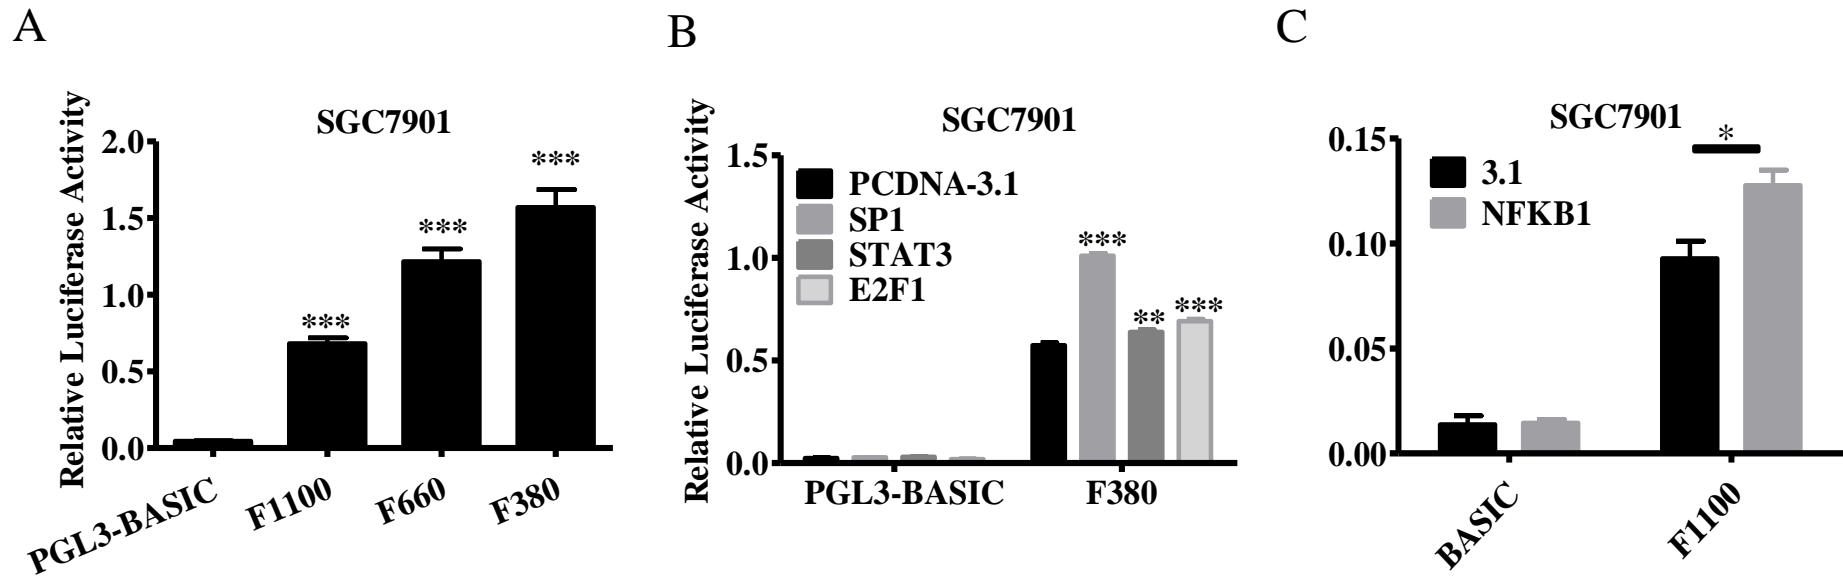 A
SGC7901
Relative Luciferase Activity
2.0
1.5
1.0
0.5
0.0
***
***
***
PGL3-BASIC
F1100
F660
F380
B
SGC7901
Relative Luciferase Activity
1.5
1.0
0.5
0.0
PCDNA-3.1
SP1
STAT3
E2F1
***
**
***
PGL3-BASIC
F380
C
SGC7901
0.15
0.10
0.05
0.00
3.1
NFKB1
*
BASIC
F1100